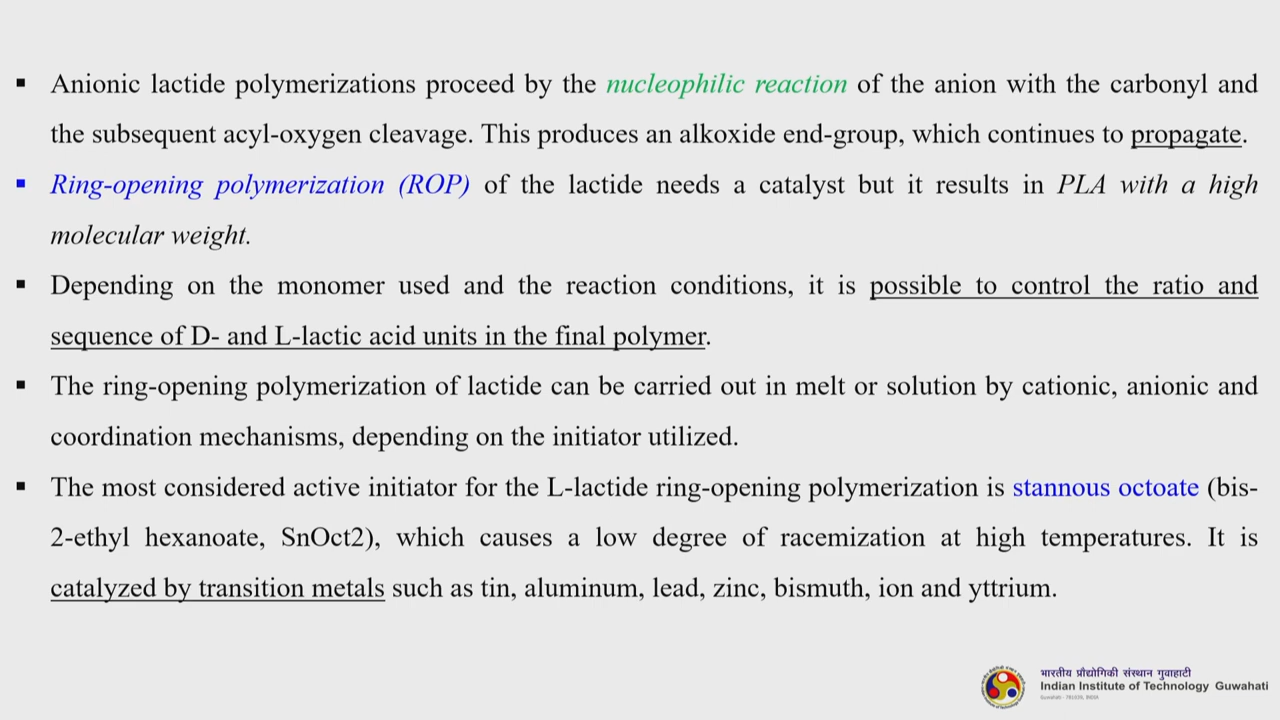 ▪ Anionic lactide polymerizations proceed by the nucleophilic reaction of the anion with the carbonyl and
the subsequent acyl-oxygen cleavage. This produces an alkoxide end-group, which continues to propagate.
▪ Ring-opening polymerization (ROP) of the lactide needs a catalyst but it results in PLA with a high
molecular weight.
▪ Depending on the monomer used and the reaction conditions, it is possible to control the ratio and
sequence of D- and L-lactic acid units in the final polymer.
▪ The ring-opening polymerization of lactide can be carried out in melt or solution by cationic, anionic and
coordination mechanisms, depending on the initiator utilized.
▪ The most considered active initiator for the L-lactide ring-opening polymerization is stannous octoate (bis-
2-ethyl hexanoate, SnOct2), which causes a low degree of racemization at high temperatures. It is
catalyzed by transition metals such as tin, aluminum, lead, zinc, bismuth, ion and yttrium.
भारतीय प्रौद्योगिकी संस्थान गुवाहाटी
Indian Institute of Technology Guwahati
Guwahati - 781039, INDIA